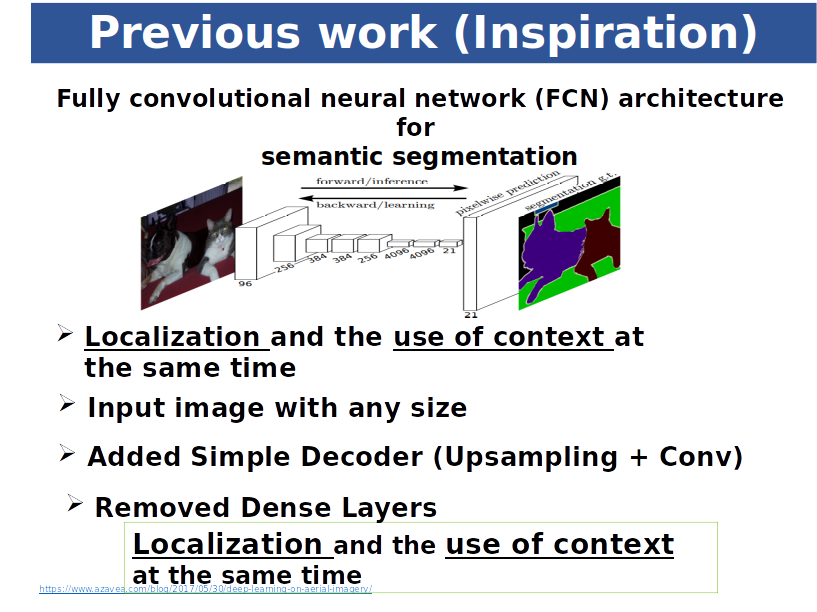 Previous work (Inspiration)
Fully convolutional neural network (FCN) architecture
for
semantic segmentation
forward/inference
backward/learning
pixelwise prediction
segmentation g.t.
96
256
384
384
256
4096
4096
21
21
➢ Localization and the use of context at
the same time
➢ Input image with any size
➢ Added Simple Decoder (Upsampling + Conv)
➢ Removed Dense Layers
Localization and the use of context
at the same time
https://www.azavea.com/blog/2017/05/30/deep-learning-on-aerial-imagery/